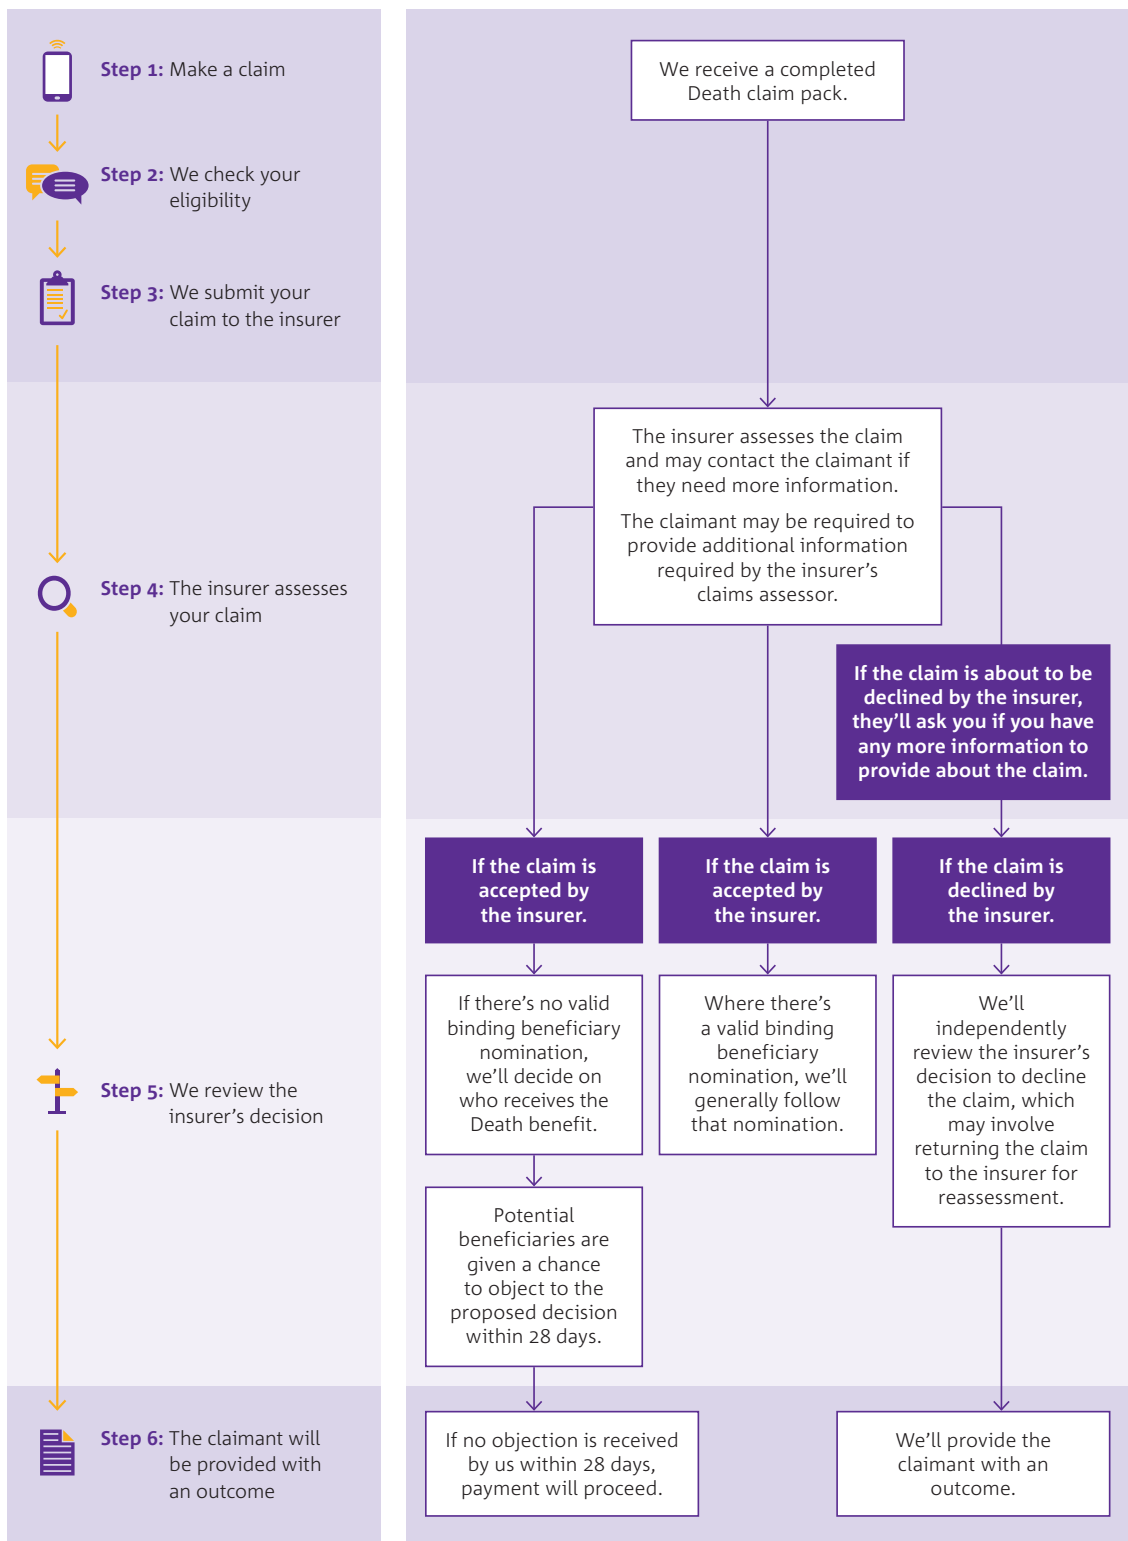 Step 1: Make a claim
Step 2: We check your
eligibility
Step 3: We submit your
claim to the insurer
Step 4: The insurer assesses
your claim
Step 5: We review the
insurer's decision
Step 6: The claimant will
be provided with
an outcome
We receive a completed
Death claim pack.
The insurer assesses the claim
and may contact the claimant if
they need more information.
The claimant may be required to
provide additional information
required by the insurer's
claims assessor.
If the claim is about to be
declined by the insurer,
they'll ask you if you have
any more information to
provide about the claim.
If the claim is
accepted by
the insurer.
If there's no valid
binding beneficiary
nomination,
we'll decide on
who receives the
Death benefit.
Potential
beneficiaries are
given a chance
to object to the
proposed decision
within 28 days.
If no objection is received
by us within 28 days,
payment will proceed.
If the claim is
accepted by
the insurer.
Where there's
a valid binding
beneficiary
nomination, we'll
generally follow
that nomination.
If the claim is
declined by
the insurer.
We'll
independently
review the insurer's
decision to decline
the claim, which
may involve
returning the claim
to the insurer for
reassessment.
We'll provide the
claimant with an
outcome.